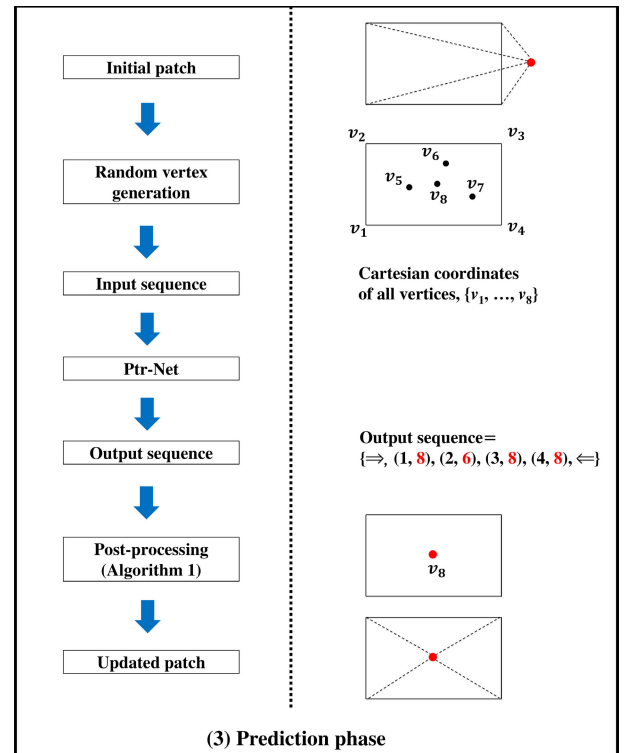 Initial patch
Random vertex
generation
Input sequence
Ptr-Net
Output sequence
Post-processing
(Algorithm 1)
Updated patch
v₂
v₃
v₆
v₅
v₇
v₈
v₁
v₄
Cartesian coordinates
of all vertices, {v₁, …, v₈}
Output sequence=
{⇒, (1, 8), (2, 6), (3, 8), (4, 8), ⇐}
v₈
(3) Prediction phase